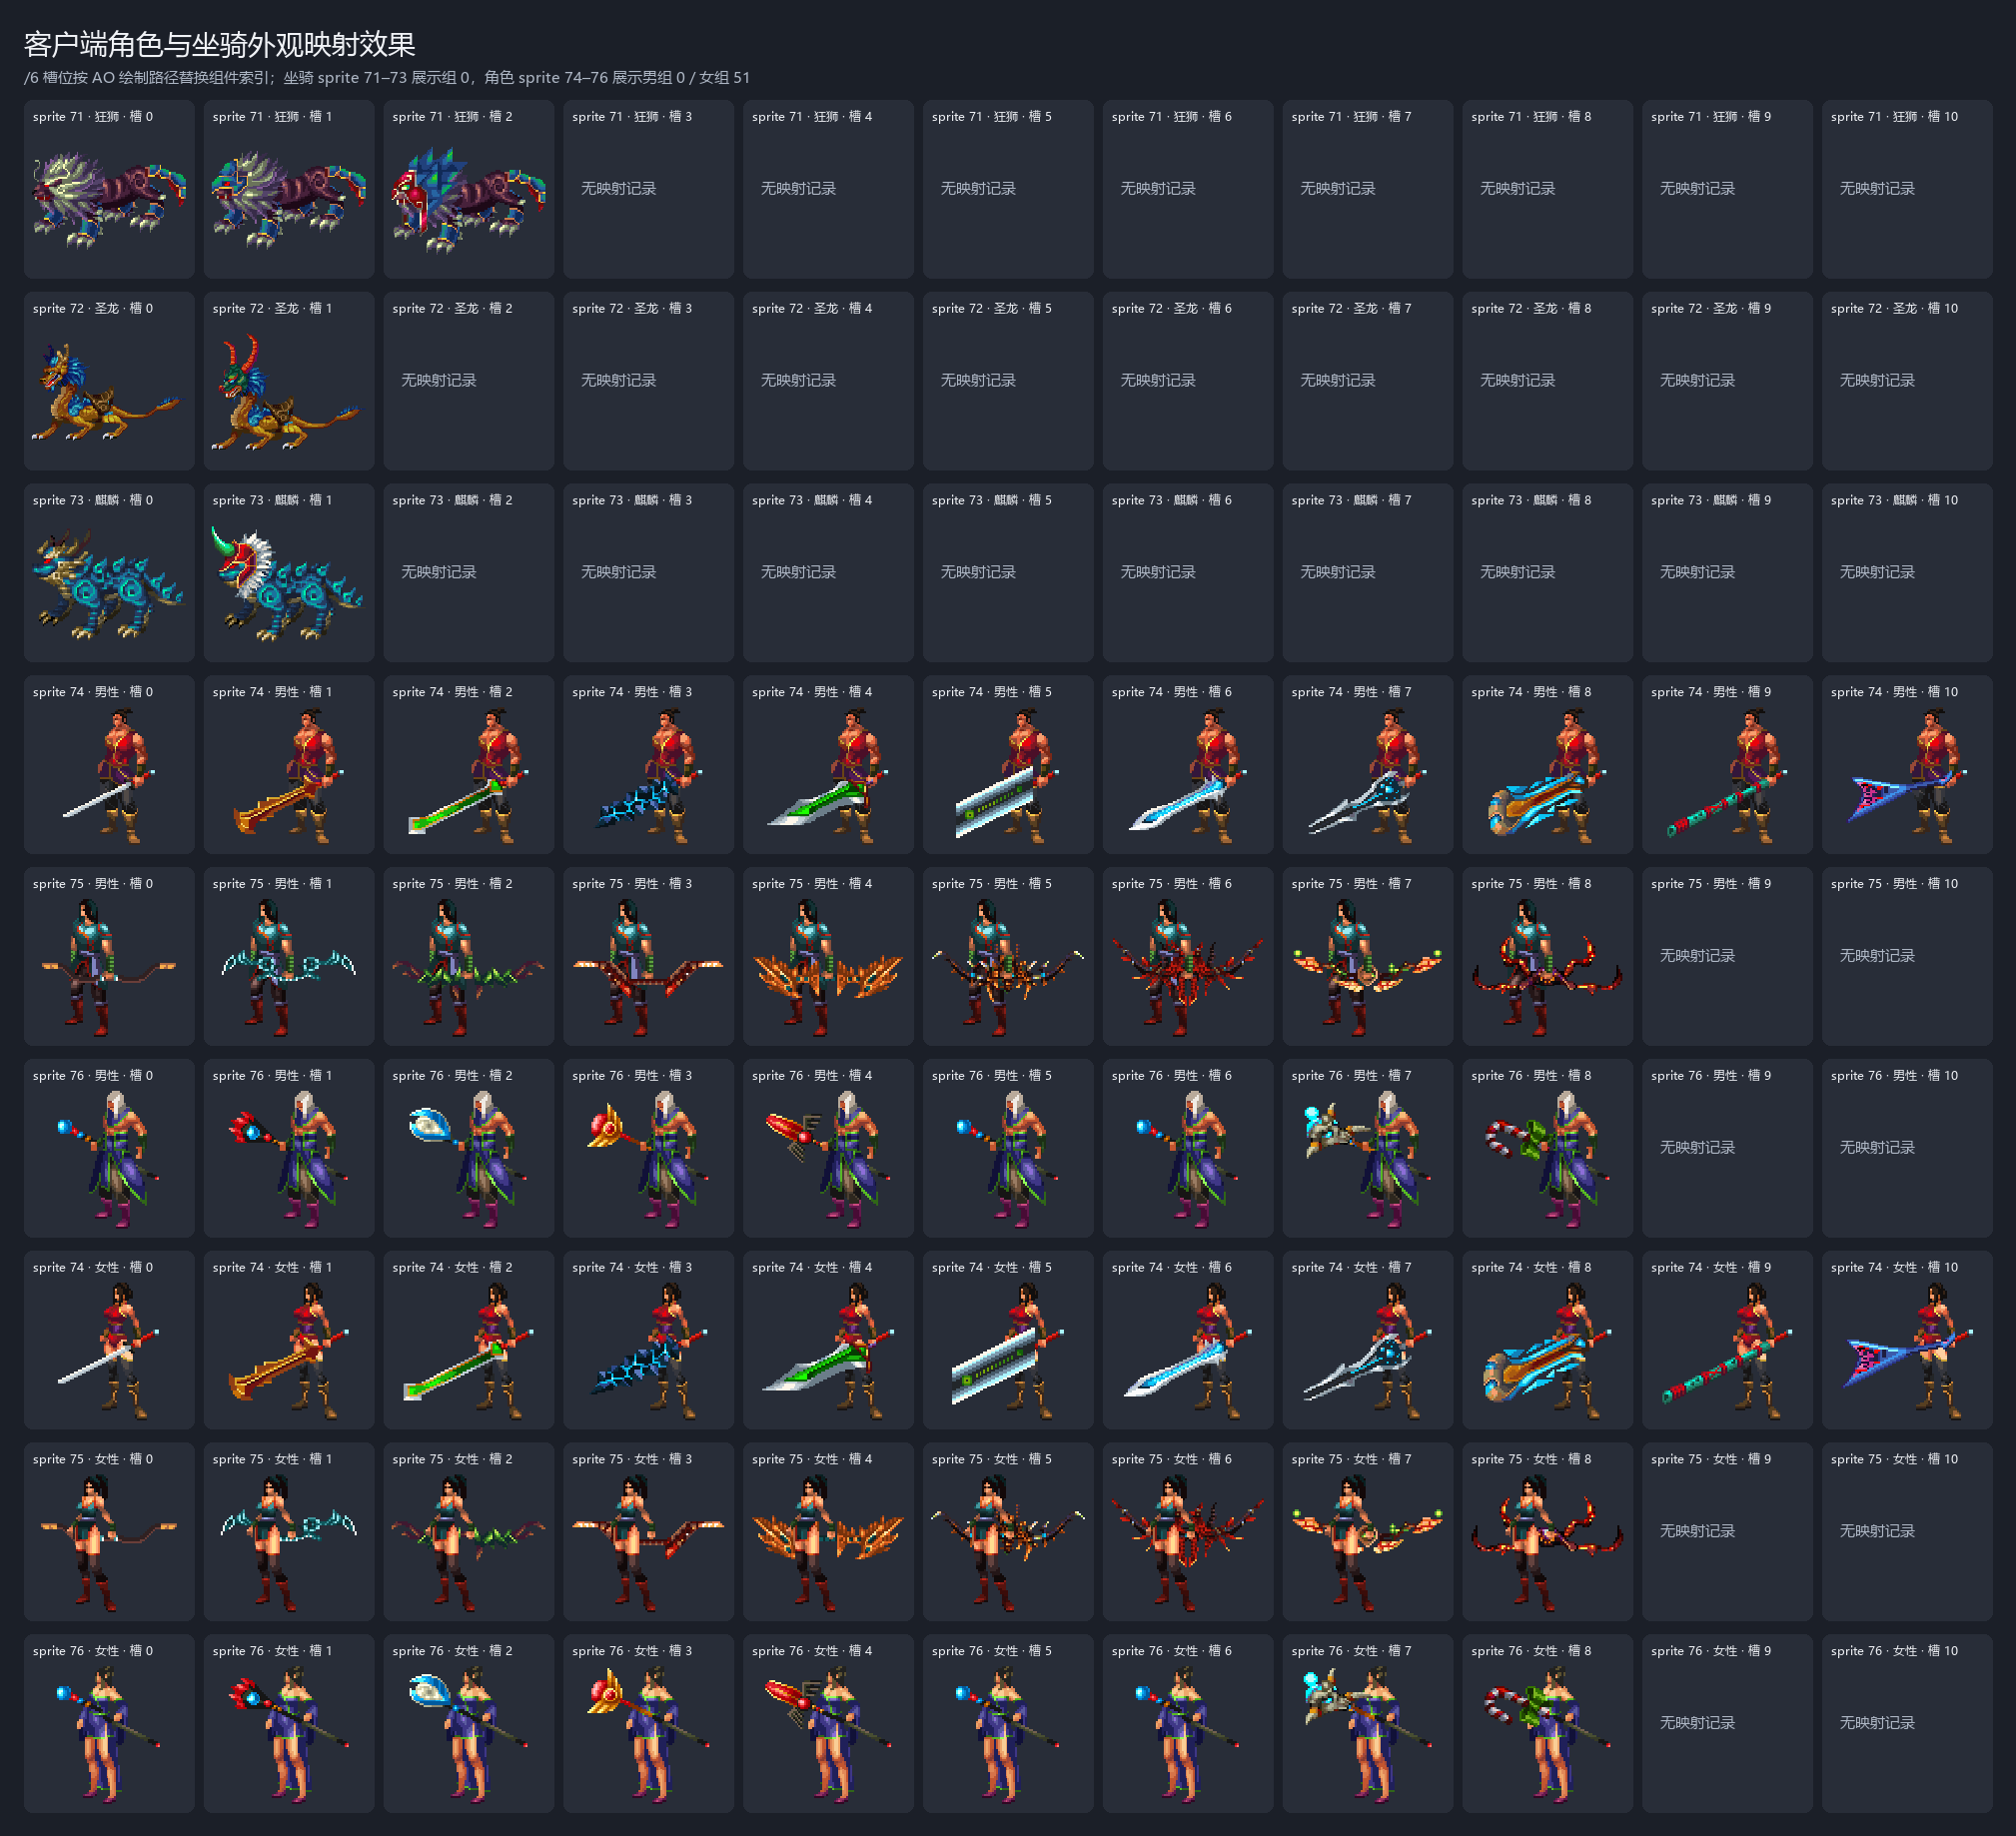 客户端角色与坐骑外观映射效果
/6 槽位按 AO 绘制路径替换组件索引；坐骑 sprite 71–73 展示组 0，角色 sprite 74–76 展示男组 0 / 女组 51
sprite 71 · 狂狮 · 槽 0
sprite 71 · 狂狮 · 槽 1
sprite 71 · 狂狮 · 槽 2
sprite 71 · 狂狮 · 槽 3
sprite 71 · 狂狮 · 槽 4
sprite 71 · 狂狮 · 槽 5
sprite 71 · 狂狮 · 槽 6
sprite 71 · 狂狮 · 槽 7
sprite 71 · 狂狮 · 槽 8
sprite 71 · 狂狮 · 槽 9
sprite 71 · 狂狮 · 槽 10
无映射记录
无映射记录
无映射记录
无映射记录
无映射记录
无映射记录
无映射记录
无映射记录
sprite 72 · 圣龙 · 槽 0
sprite 72 · 圣龙 · 槽 1
sprite 72 · 圣龙 · 槽 2
sprite 72 · 圣龙 · 槽 3
sprite 72 · 圣龙 · 槽 4
sprite 72 · 圣龙 · 槽 5
sprite 72 · 圣龙 · 槽 6
sprite 72 · 圣龙 · 槽 7
sprite 72 · 圣龙 · 槽 8
sprite 72 · 圣龙 · 槽 9
sprite 72 · 圣龙 · 槽 10
无映射记录
无映射记录
无映射记录
无映射记录
无映射记录
无映射记录
无映射记录
无映射记录
无映射记录
sprite 73 · 麒麟 · 槽 0
sprite 73 · 麒麟 · 槽 1
sprite 73 · 麒麟 · 槽 2
sprite 73 · 麒麟 · 槽 3
sprite 73 · 麒麟 · 槽 4
sprite 73 · 麒麟 · 槽 5
sprite 73 · 麒麟 · 槽 6
sprite 73 · 麒麟 · 槽 7
sprite 73 · 麒麟 · 槽 8
sprite 73 · 麒麟 · 槽 9
sprite 73 · 麒麟 · 槽 10
无映射记录
无映射记录
无映射记录
无映射记录
无映射记录
无映射记录
无映射记录
无映射记录
无映射记录
sprite 74 · 男性 · 槽 0
sprite 74 · 男性 · 槽 1
sprite 74 · 男性 · 槽 2
sprite 74 · 男性 · 槽 3
sprite 74 · 男性 · 槽 4
sprite 74 · 男性 · 槽 5
sprite 74 · 男性 · 槽 6
sprite 74 · 男性 · 槽 7
sprite 74 · 男性 · 槽 8
sprite 74 · 男性 · 槽 9
sprite 74 · 男性 · 槽 10
sprite 75 · 男性 · 槽 0
sprite 75 · 男性 · 槽 1
sprite 75 · 男性 · 槽 2
sprite 75 · 男性 · 槽 3
sprite 75 · 男性 · 槽 4
sprite 75 · 男性 · 槽 5
sprite 75 · 男性 · 槽 6
sprite 75 · 男性 · 槽 7
sprite 75 · 男性 · 槽 8
sprite 75 · 男性 · 槽 9
sprite 75 · 男性 · 槽 10
无映射记录
无映射记录
sprite 76 · 男性 · 槽 0
sprite 76 · 男性 · 槽 1
sprite 76 · 男性 · 槽 2
sprite 76 · 男性 · 槽 3
sprite 76 · 男性 · 槽 4
sprite 76 · 男性 · 槽 5
sprite 76 · 男性 · 槽 6
sprite 76 · 男性 · 槽 7
sprite 76 · 男性 · 槽 8
sprite 76 · 男性 · 槽 9
sprite 76 · 男性 · 槽 10
无映射记录
无映射记录
sprite 74 · 女性 · 槽 0
sprite 74 · 女性 · 槽 1
sprite 74 · 女性 · 槽 2
sprite 74 · 女性 · 槽 3
sprite 74 · 女性 · 槽 4
sprite 74 · 女性 · 槽 5
sprite 74 · 女性 · 槽 6
sprite 74 · 女性 · 槽 7
sprite 74 · 女性 · 槽 8
sprite 74 · 女性 · 槽 9
sprite 74 · 女性 · 槽 10
sprite 75 · 女性 · 槽 0
sprite 75 · 女性 · 槽 1
sprite 75 · 女性 · 槽 2
sprite 75 · 女性 · 槽 3
sprite 75 · 女性 · 槽 4
sprite 75 · 女性 · 槽 5
sprite 75 · 女性 · 槽 6
sprite 75 · 女性 · 槽 7
sprite 75 · 女性 · 槽 8
sprite 75 · 女性 · 槽 9
sprite 75 · 女性 · 槽 10
无映射记录
无映射记录
sprite 76 · 女性 · 槽 0
sprite 76 · 女性 · 槽 1
sprite 76 · 女性 · 槽 2
sprite 76 · 女性 · 槽 3
sprite 76 · 女性 · 槽 4
sprite 76 · 女性 · 槽 5
sprite 76 · 女性 · 槽 6
sprite 76 · 女性 · 槽 7
sprite 76 · 女性 · 槽 8
sprite 76 · 女性 · 槽 9
sprite 76 · 女性 · 槽 10
无映射记录
无映射记录